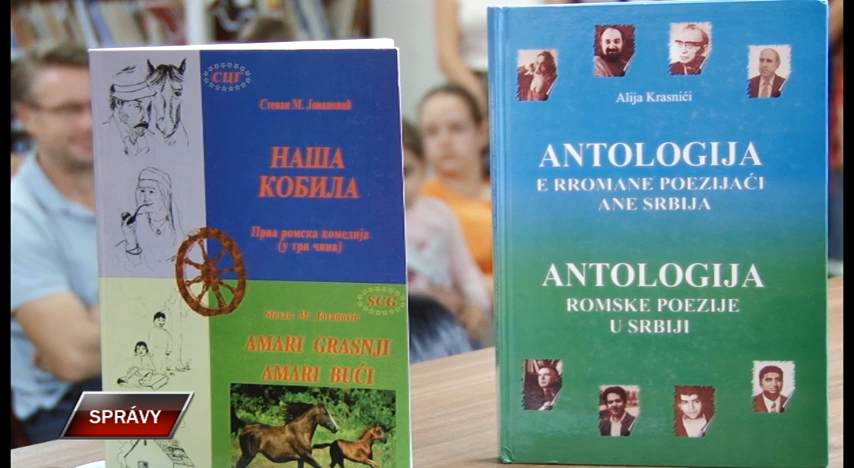 СЦГ
Стеван М. Јовановић
НАША
КОБИЛА
Прва ромска комедија
(у три чина)
SCG
Stevan M. Jovanović
AMARI GRASNJI
AMARI BUĆI
Alija Krasnići
ANTOLOGIJA
E RROMANE POEZIJAĆI
ANE SRBIJA
ANTOLOGIJA
ROMSKE POEZIJE
U SRBIJI
SPRÁVY